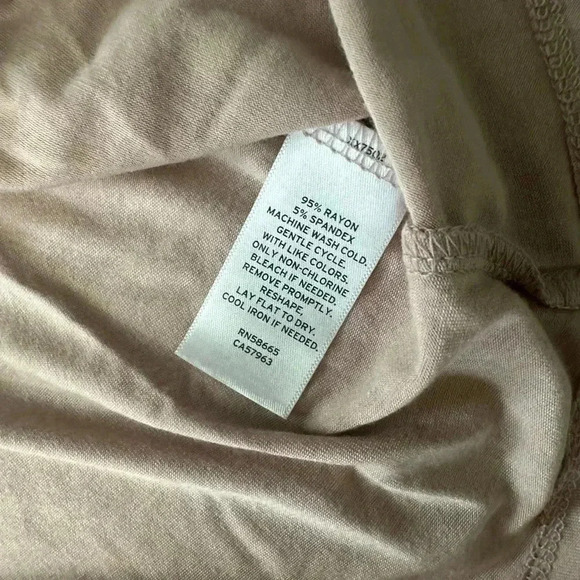 95% RAYON
5% SPANDEX
MACHINE WASH COLD.
GENTLE CYCLE.
WITH LIKE COLORS.
ONLY NON-CHLORINE
BLEACH IF NEEDED.
REMOVE PROMPTLY.
RESHAPE,
LAY FLAT TO DRY.
COOL IRON IF NEEDED.
RN58665
CA57963